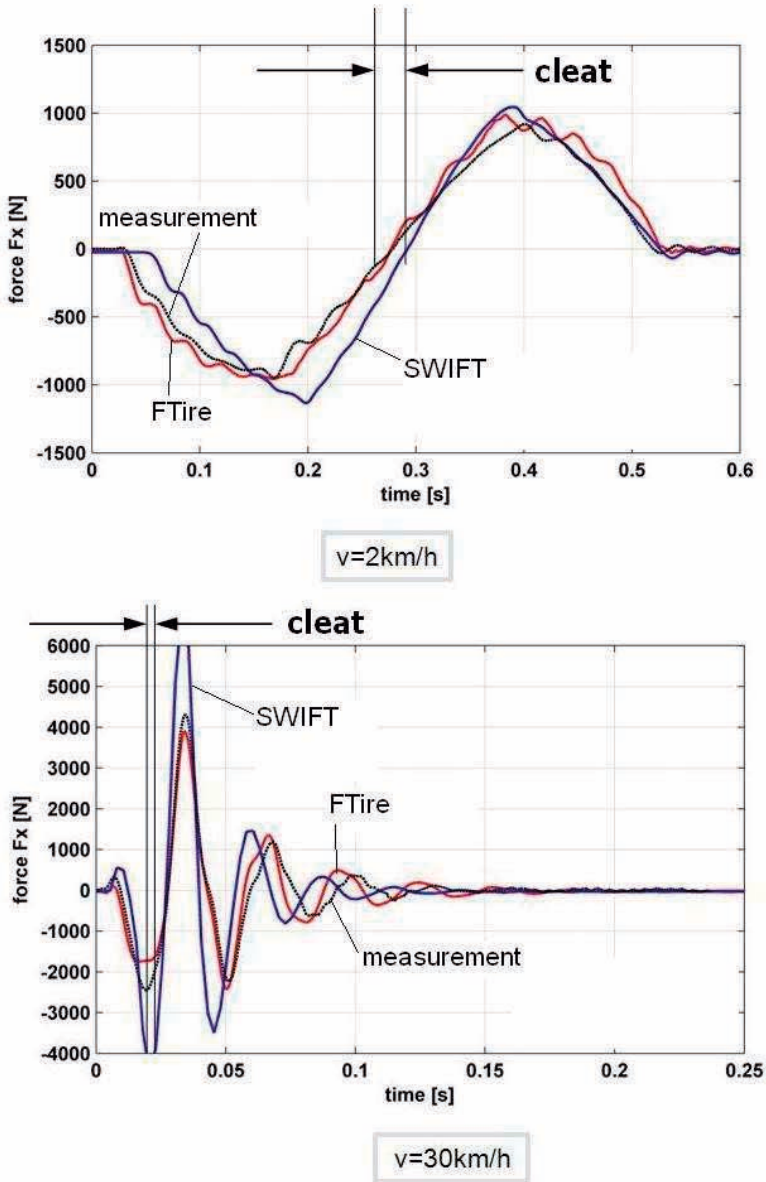 1500
cleat
1000
500
measurement
0
force Fx [N]
-500
SWIFT
-1000
FTire
-1500
0 0.1 0.2 0.3 0.4 0.5 0.6
time [s]
v=2km/h
cleat
6000
SWIFT
5000
4000
3000
FTire
2000
force Fx [N]
1000
0
-1000
measurement
-2000
-3000
-4000
0 0.05 0.1 0.15 0.2 0.25
time [s]
v=30km/h